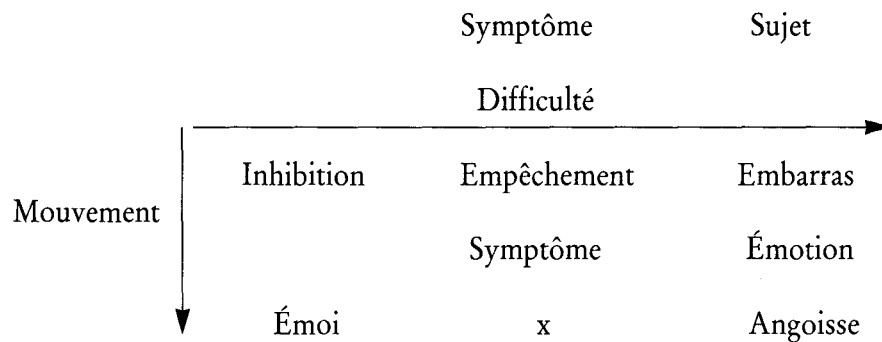 Symptôme Sujet
Difficulté
Inhibition Empêchement Embarras
Mouvement
Symptôme Émotion
Émoi x Angoisse